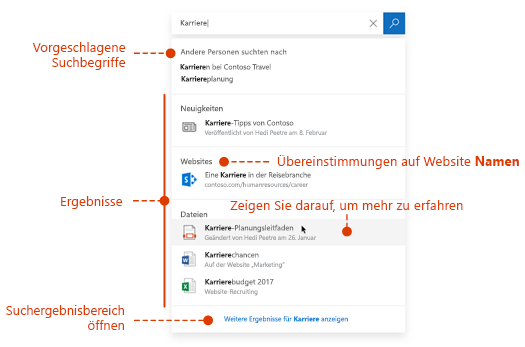 Karriere
Vorgeschlagene
Suchbegriffe
Andere Personen suchten nach
Karrieren bei Contoso Travel
Karriereplanung
Neuigkeiten
Karriere-Tipps von Contoso
Veröffentlicht von Hedi Peetre am 8. Februar
Websites
Übereinstimmungen auf Website Namen
Eine Karriere in der Reisebranche
contoso.com/humanresources/career
Ergebnisse
Zeigen Sie darauf, um mehr zu erfahren
Dateien
Karriere-Planungsleitfaden
Geändert von Hedi Peetre am 26. Januar
Karrierechancen
Auf der Website „Marketing"
Karrierebudget 2017
Website-Recruiting
Suchergebnisbereich
öffnen
Weitere Ergebnisse für Karriere anzeigen